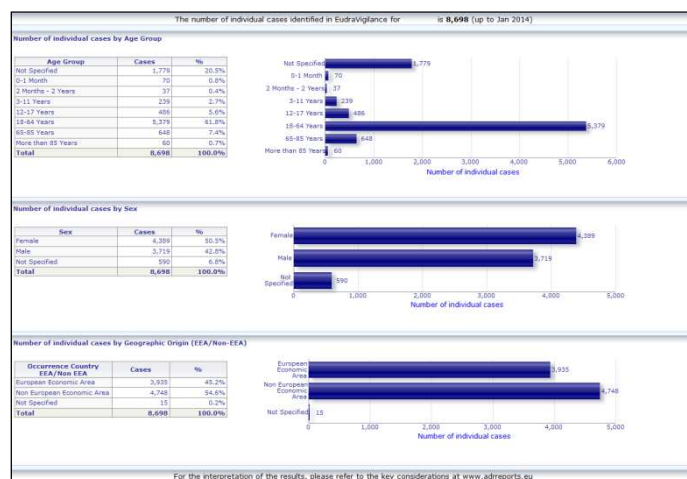 The number of individual cases identified in EudraVigilance for is 8,698 (up to Jan 2014)
Number of individual cases by Age Group
Age Group Cases %
Not Specified 1,779 20.5%
0-1 Month 70 0.8%
2 Months - 2 Years 37 0.4%
3-11 Years 239 2.7%
12-17 Years 486 5.6%
18-64 Years 5,379 61.8%
65-85 Years 648 7.4%
More than 85 Years 60 0.7%
Total 8,698 100.0%
Not Specified 1,779
0-1 Month 70
2 Months - 2 Years 37
3-11 Years 239
12-17 Years 486
18-64 Years 5,379
65-85 Years 648
More than 85 Years 60
0 1,000 2,000 3,000 4,000 5,000 6,000
Number of individual cases
Number of individual cases by Sex
Sex Cases %
Female 4,389 50.5%
Male 3,719 42.8%
Not Specified 590 6.8%
Total 8,698 100.0%
Female 4,389
Male 3,719
Not
Specified 590
0 1,000 2,000 3,000 4,000 5,000
Number of individual cases
Number of individual cases by Geographic Origin (EEA/Non-EEA)
Occurrence Country
EEA/Non EEA Cases %
European Economic Area 3,935 45.2%
Non European Economic Area 4,748 54.6%
Not Specified 15 0.2%
Total 8,698 100.0%
European
Economic
Area 3,935
Non European
Economic
Area 4,748
Not Specified 15
0 1,000 2,000 3,000 4,000 5,000
Number of individual cases
For the interpretation of the results, please refer to the key considerations at www.adrreports.eu